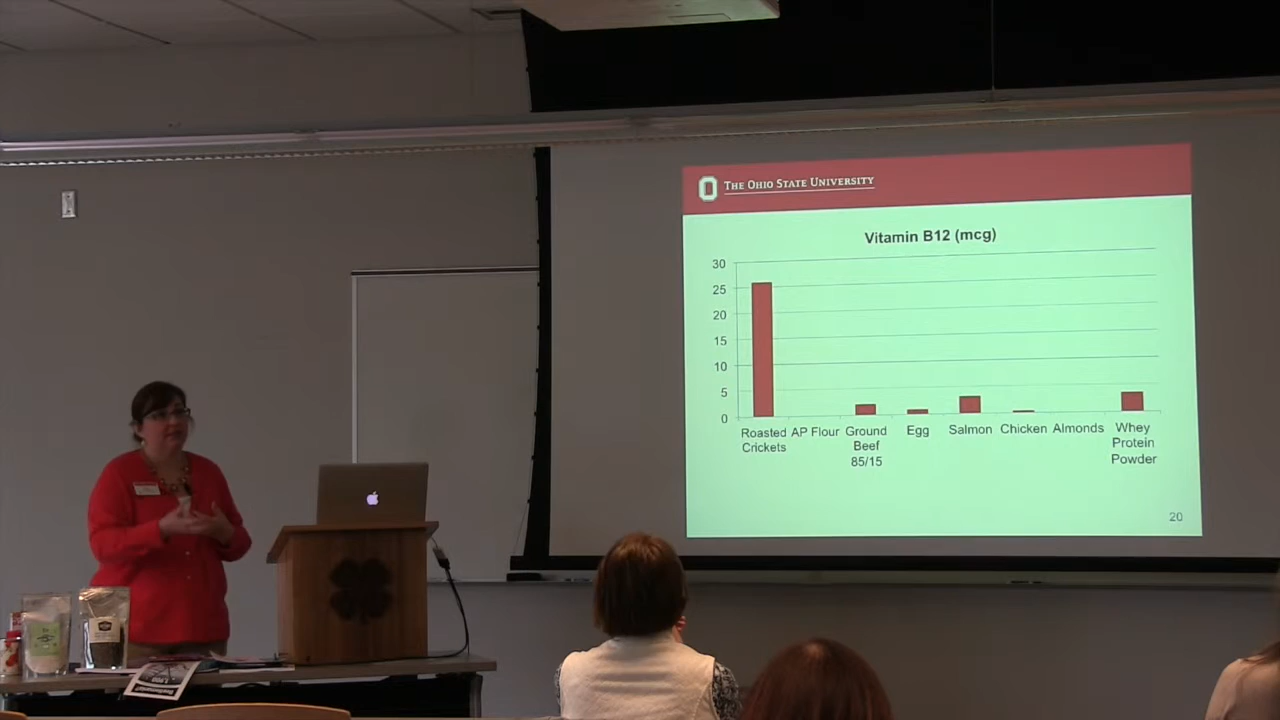 THE OHIO STATE UNIVERSITY
Vitamin B12 (mcg)
30
25
20
15
10
5
0
Roasted Crickets
AP Flour
Ground Beef 85/15
Egg
Salmon
Chicken
Almonds
Whey Protein Powder
20